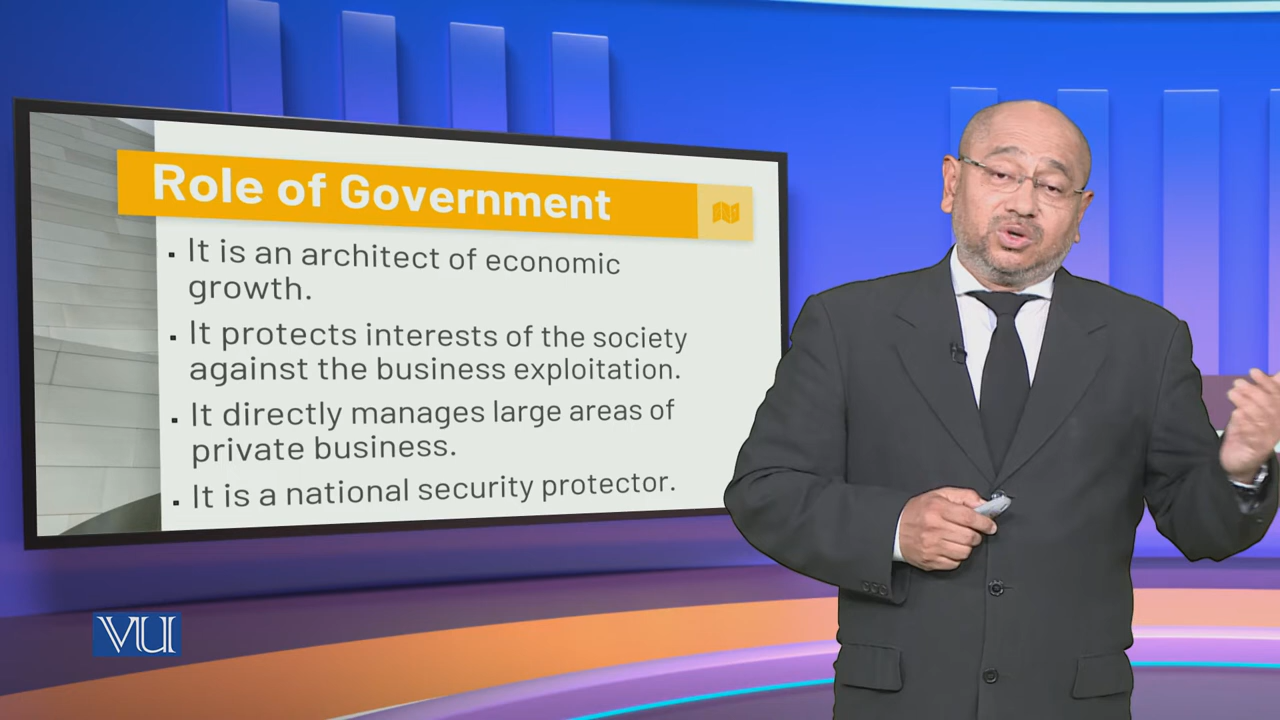 Role of Government
▪ It is an architect of economic
growth.
▪ It protects interests of the society
against the business exploitation.
▪ It directly manages large areas of
private business.
▪ It is a national security protector.
VU